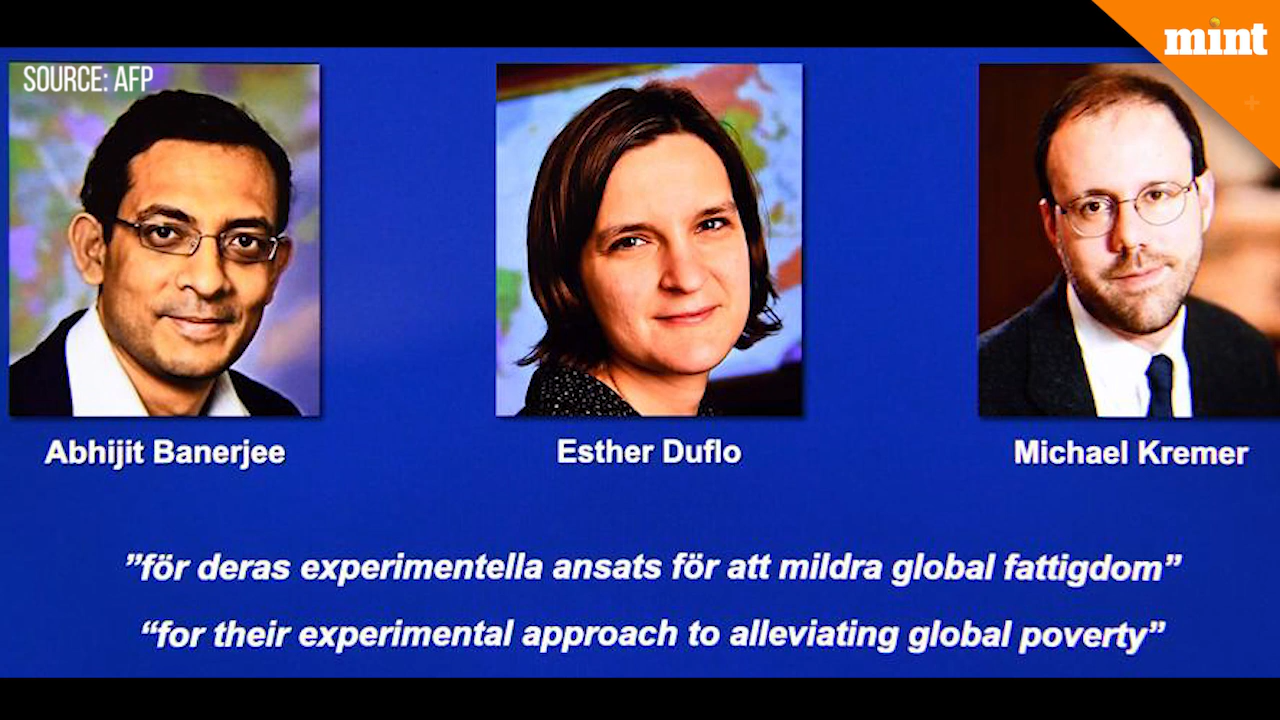 SOURCE: AFP
mint
Abhijit Banerjee
Esther Duflo
Michael Kremer
”för deras experimentella ansats för att mildra global fattigdom”
“for their experimental approach to alleviating global poverty”